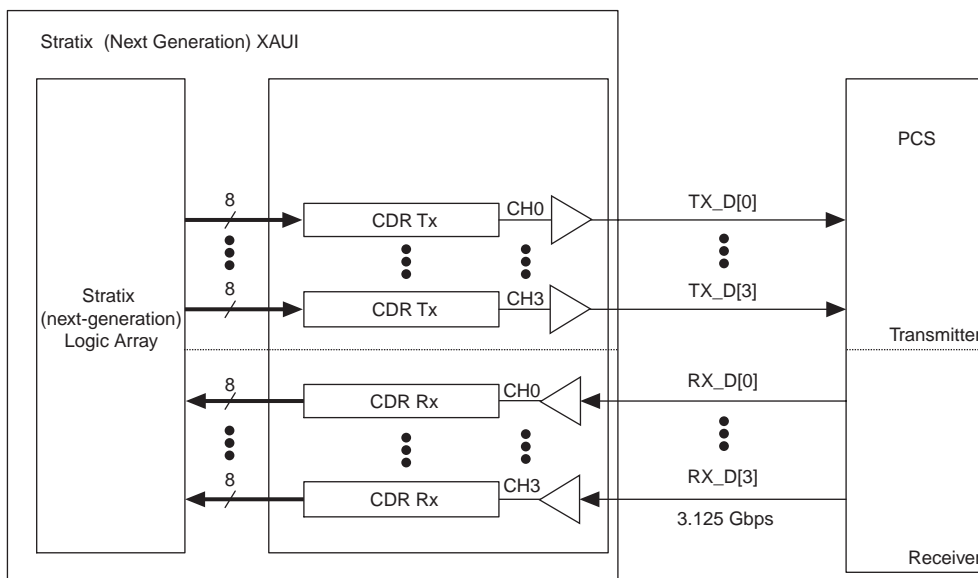 Stratix (Next Generation) XAUI
PCS
8
CDR Tx
CH0
TX_D[0]
8
CDR Tx
CH3
TX_D[3]
Stratix
(next-generation)
Logic Array
Transmitter
8
CDR Rx
CH0
RX_D[0]
8
CDR Rx
CH3
RX_D[3]
3.125 Gbps
Receiver